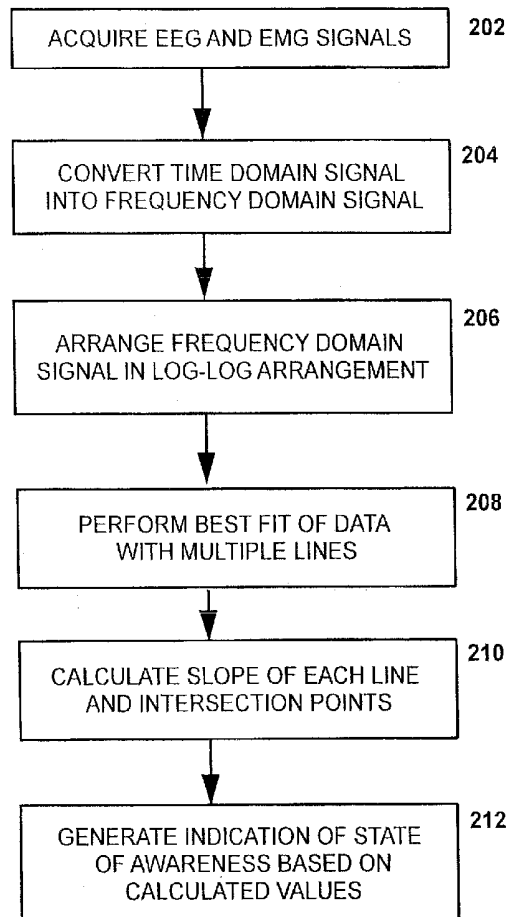 ACQUIRE EEG AND EMG SIGNALS
202
CONVERT TIME DOMAIN SIGNAL
INTO FREQUENCY DOMAIN SIGNAL
204
ARRANGE FREQUENCY DOMAIN
SIGNAL IN LOG-LOG ARRANGEMENT
206
PERFORM BEST FIT OF DATA
WITH MULTIPLE LINES
208
CALCULATE SLOPE OF EACH LINE
AND INTERSECTION POINTS
210
GENERATE INDICATION OF STATE
OF AWARENESS BASED ON
CALCULATED VALUES
212